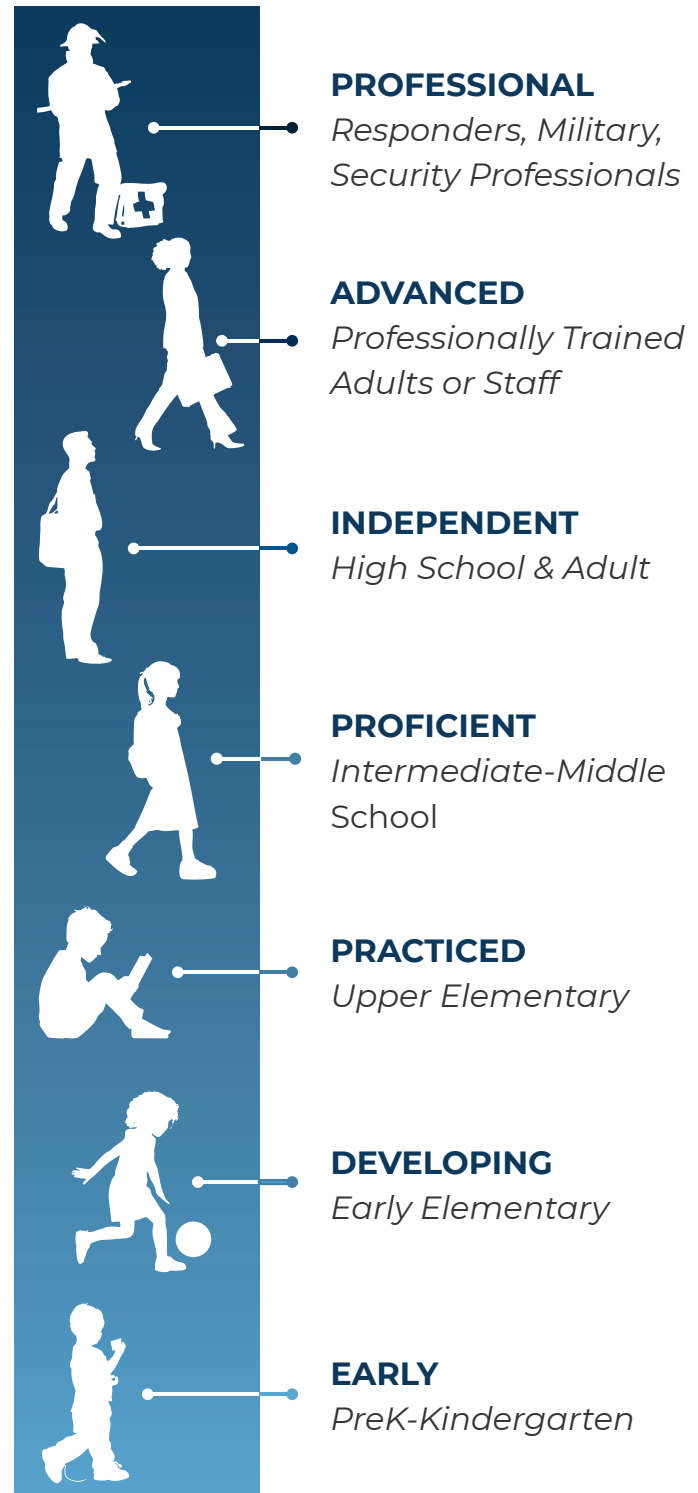 PROFESSIONAL
Responders, Military,
Security Professionals
ADVANCED
Professionally Trained
Adults or Staff
INDEPENDENT
High School & Adult
PROFICIENT
Intermediate-Middle
School
PRACTICED
Upper Elementary
DEVELOPING
Early Elementary
EARLY
PreK-Kindergarten